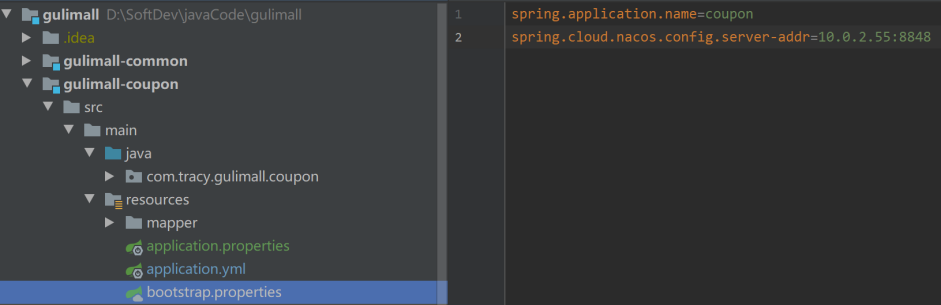 gulimall D:\SoftDev\javaCode\gulimall
.idea
gulimall-common
gulimall-coupon
src
main
java
com.tracy.gulimall.coupon
resources
mapper
application.properties
application.yml
bootstrap.properties
1 spring.application.name=coupon
2 spring.cloud.nacos.config.server-addr=10.0.2.55:8848